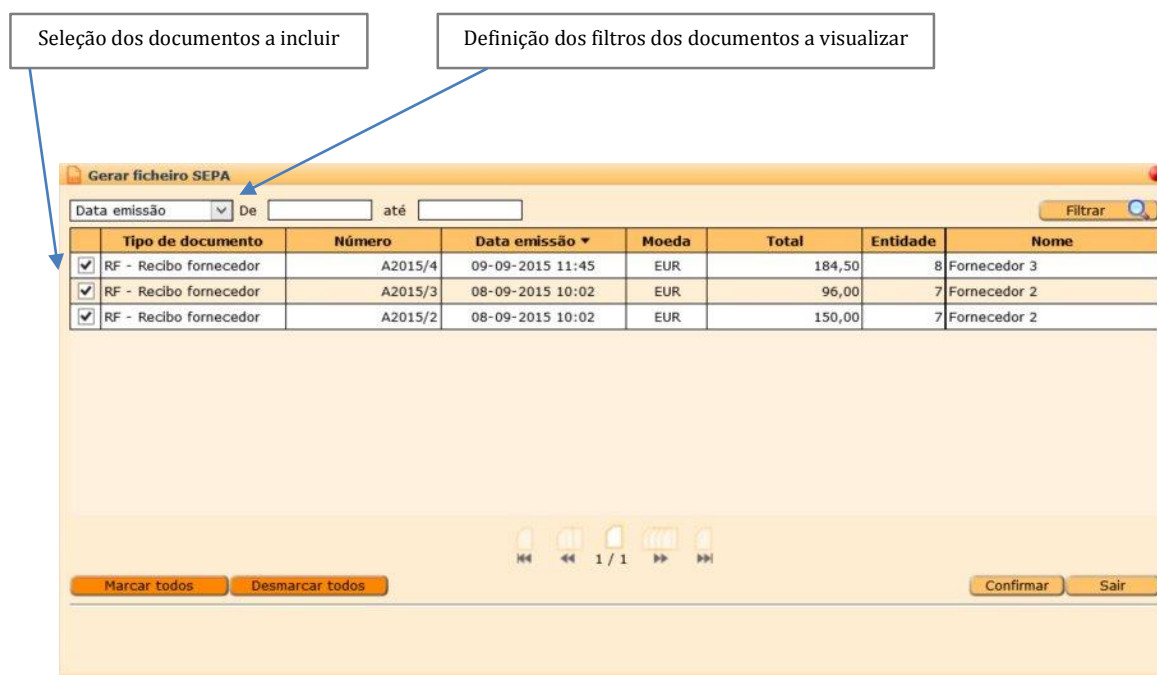 Seleção dos documentos a incluir
Definição dos filtros dos documentos a visualizar
Gerar ficheiro SEPA
Data emissão De até Filtrar
Tipo de documento Número Data emissão ▼ Moeda Total Entidade Nome
RF - Recibo fornecedor A2015/4 09-09-2015 11:45 EUR 184,50 8 Fornecedor 3
RF - Recibo fornecedor A2015/3 08-09-2015 10:02 EUR 96,00 7 Fornecedor 2
RF - Recibo fornecedor A2015/2 08-09-2015 10:02 EUR 150,00 7 Fornecedor 2
1 / 1
Marcar todos Desmarcar todos Confirmar Sair